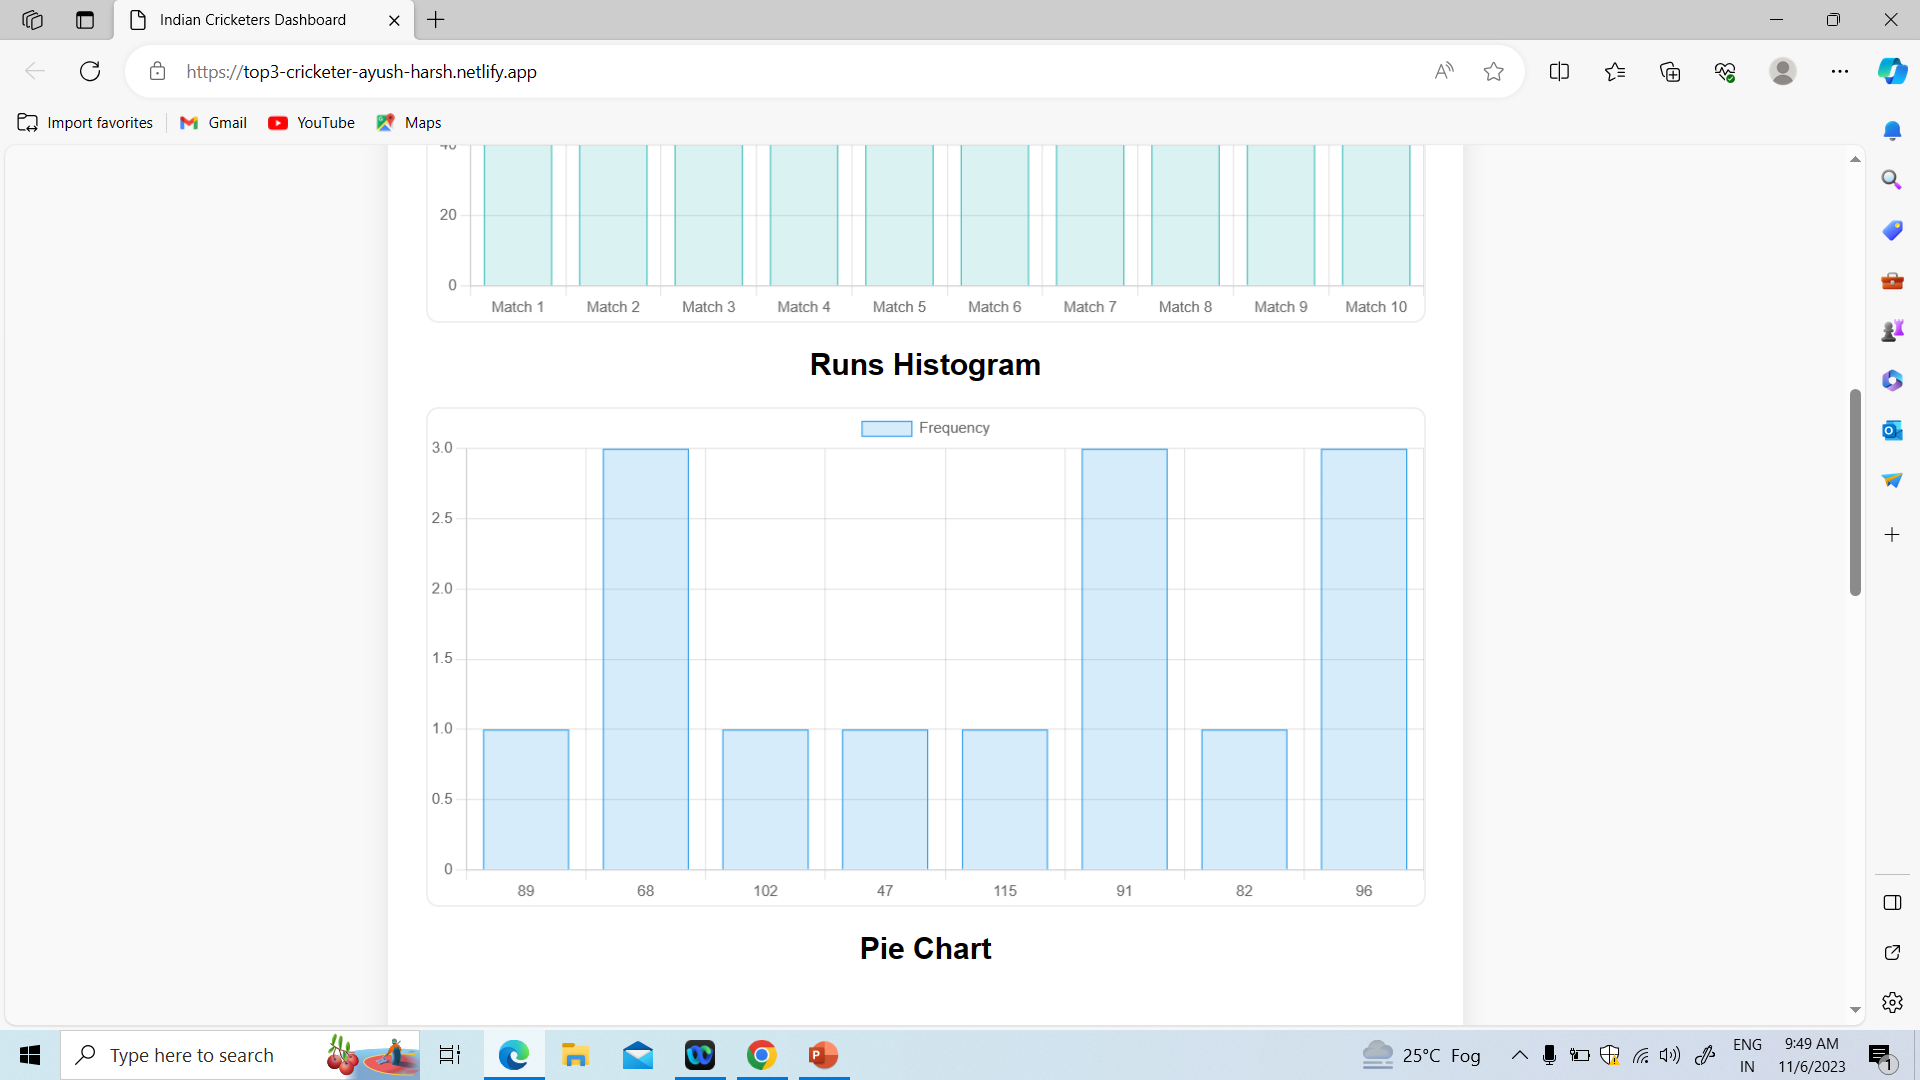 Indian Cricketers Dashboard
https://top3-cricketer-ayush-harsh.netlify.app
Import favorites Gmail YouTube Maps
40
20
0
Match 1 Match 2 Match 3 Match 4 Match 5 Match 6 Match 7 Match 8 Match 9 Match 10
Runs Histogram
Frequency
3.0
2.5
2.0
1.5
1.0
0.5
0
89 68 102 47 115 91 82 96
Pie Chart
Type here to search
25°C Fog
ENG
IN
9:49 AM
11/6/2023
1